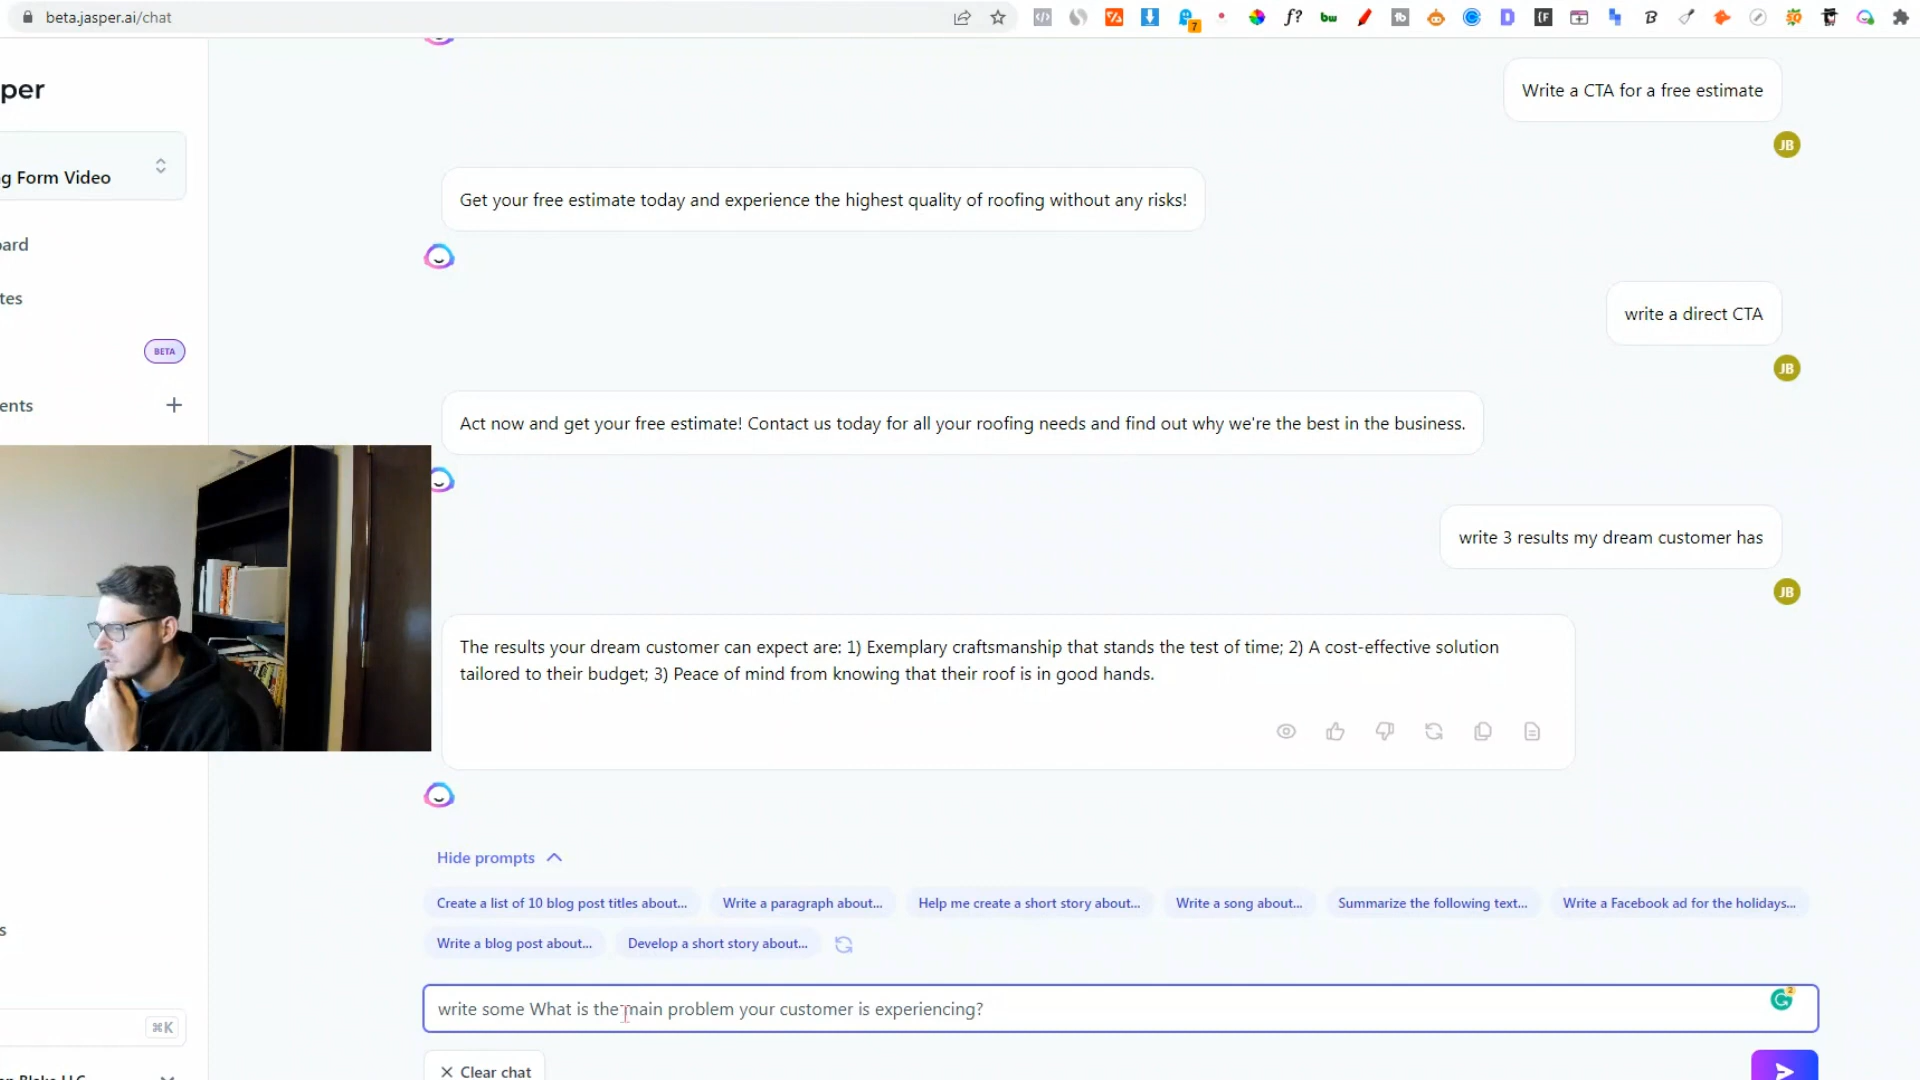 beta.jasper.ai/chat
7
f?
bw
{F
B
SQ
per
g Form Video
ard
tes
BETA
ents
Write a CTA for a free estimate
JB
Get your free estimate today and experience the highest quality of roofing without any risks!
write a direct CTA
JB
Act now and get your free estimate! Contact us today for all your roofing needs and find out why we're the best in the business.
write 3 results my dream customer has
JB
The results your dream customer can expect are: 1) Exemplary craftsmanship that stands the test of time; 2) A cost-effective solution
tailored to their budget; 3) Peace of mind from knowing that their roof is in good hands.
Hide prompts
Create a list of 10 blog post titles about... Write a paragraph about... Help me create a short story about... Write a song about... Summarize the following text... Write a Facebook ad for the holidays...
s
Write a blog post about... Develop a short story about...
write some What is the main problem your customer is experiencing?
2
⌘K
Clear chat